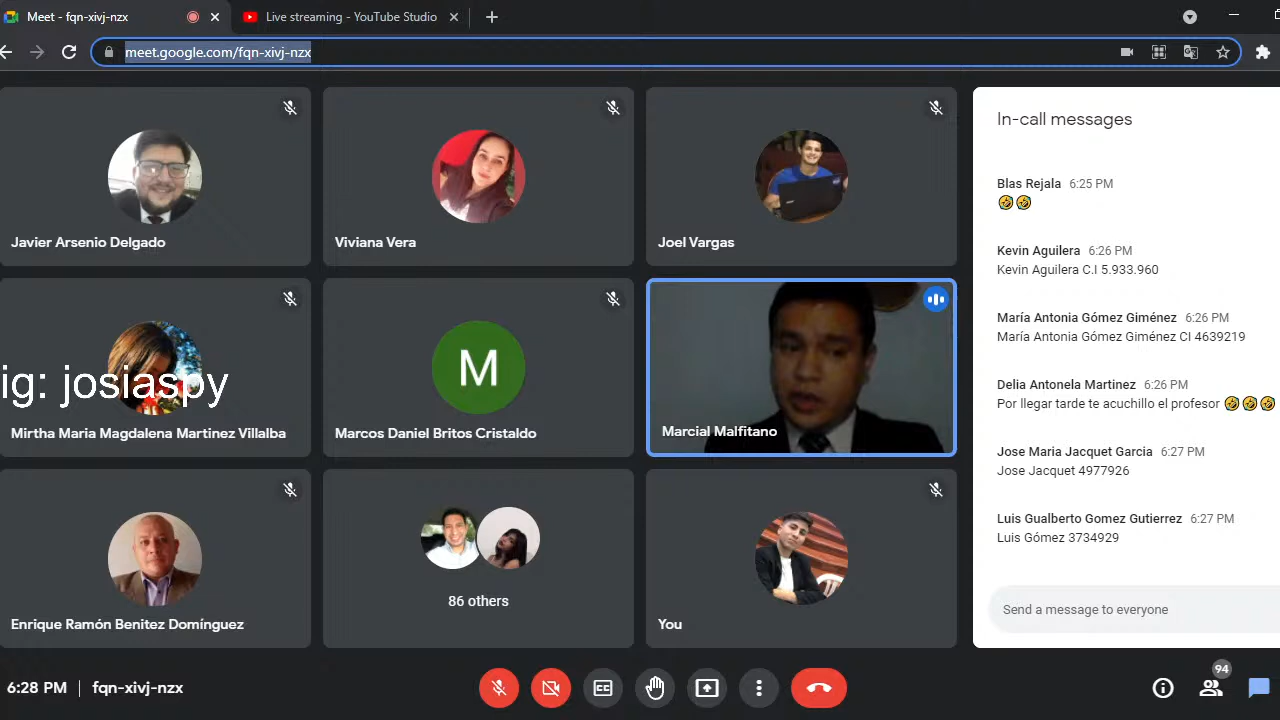 Meet - fqn-xivj-nzx
Live streaming - YouTube Studio
meet.google.com/fqn-xivj-nzx
Javier Arsenio Delgado
Viviana Vera
Joel Vargas
ig: josiaspy
Mirtha Maria Magdalena Martinez Villalba
M
Marcos Daniel Britos Cristaldo
Marcial Malfitano
Enrique Ramón Benitez Domínguez
86 others
You
In-call messages
Blas Rejala 6:25 PM
🤣🤣
Kevin Aguilera 6:26 PM
Kevin Aguilera C.I 5.933.960
María Antonia Gómez Giménez 6:26 PM
María Antonia Gómez Giménez CI 4639219
Delia Antonela Martinez 6:26 PM
Por llegar tarde te acuchillo el profesor 🤣🤣🤣
Jose Maria Jacquet Garcia 6:27 PM
Jose Jacquet 4977926
Luis Gualberto Gomez Gutierrez 6:27 PM
Luis Gómez 3734929
Send a message to everyone
6:28 PM | fqn-xivj-nzx
CC
94